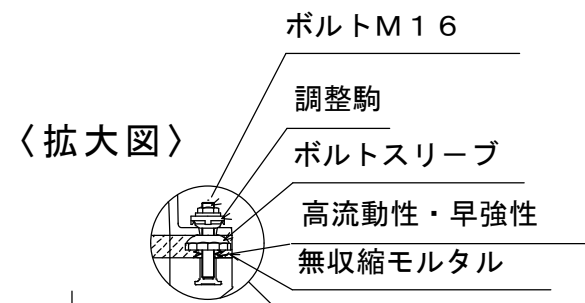 ボルトM16
調整駒
〈拡大図〉
ボルトスリーブ
高流動性・早強性
無収縮モルタル